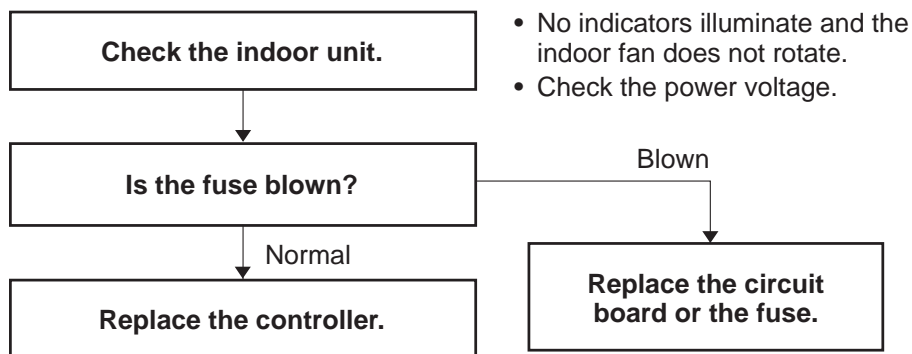 Check the indoor unit.
• No indicators illuminate and the
indoor fan does not rotate.
• Check the power voltage.
Is the fuse blown?
Blown
Normal
Replace the controller.
Replace the circuit
board or the fuse.